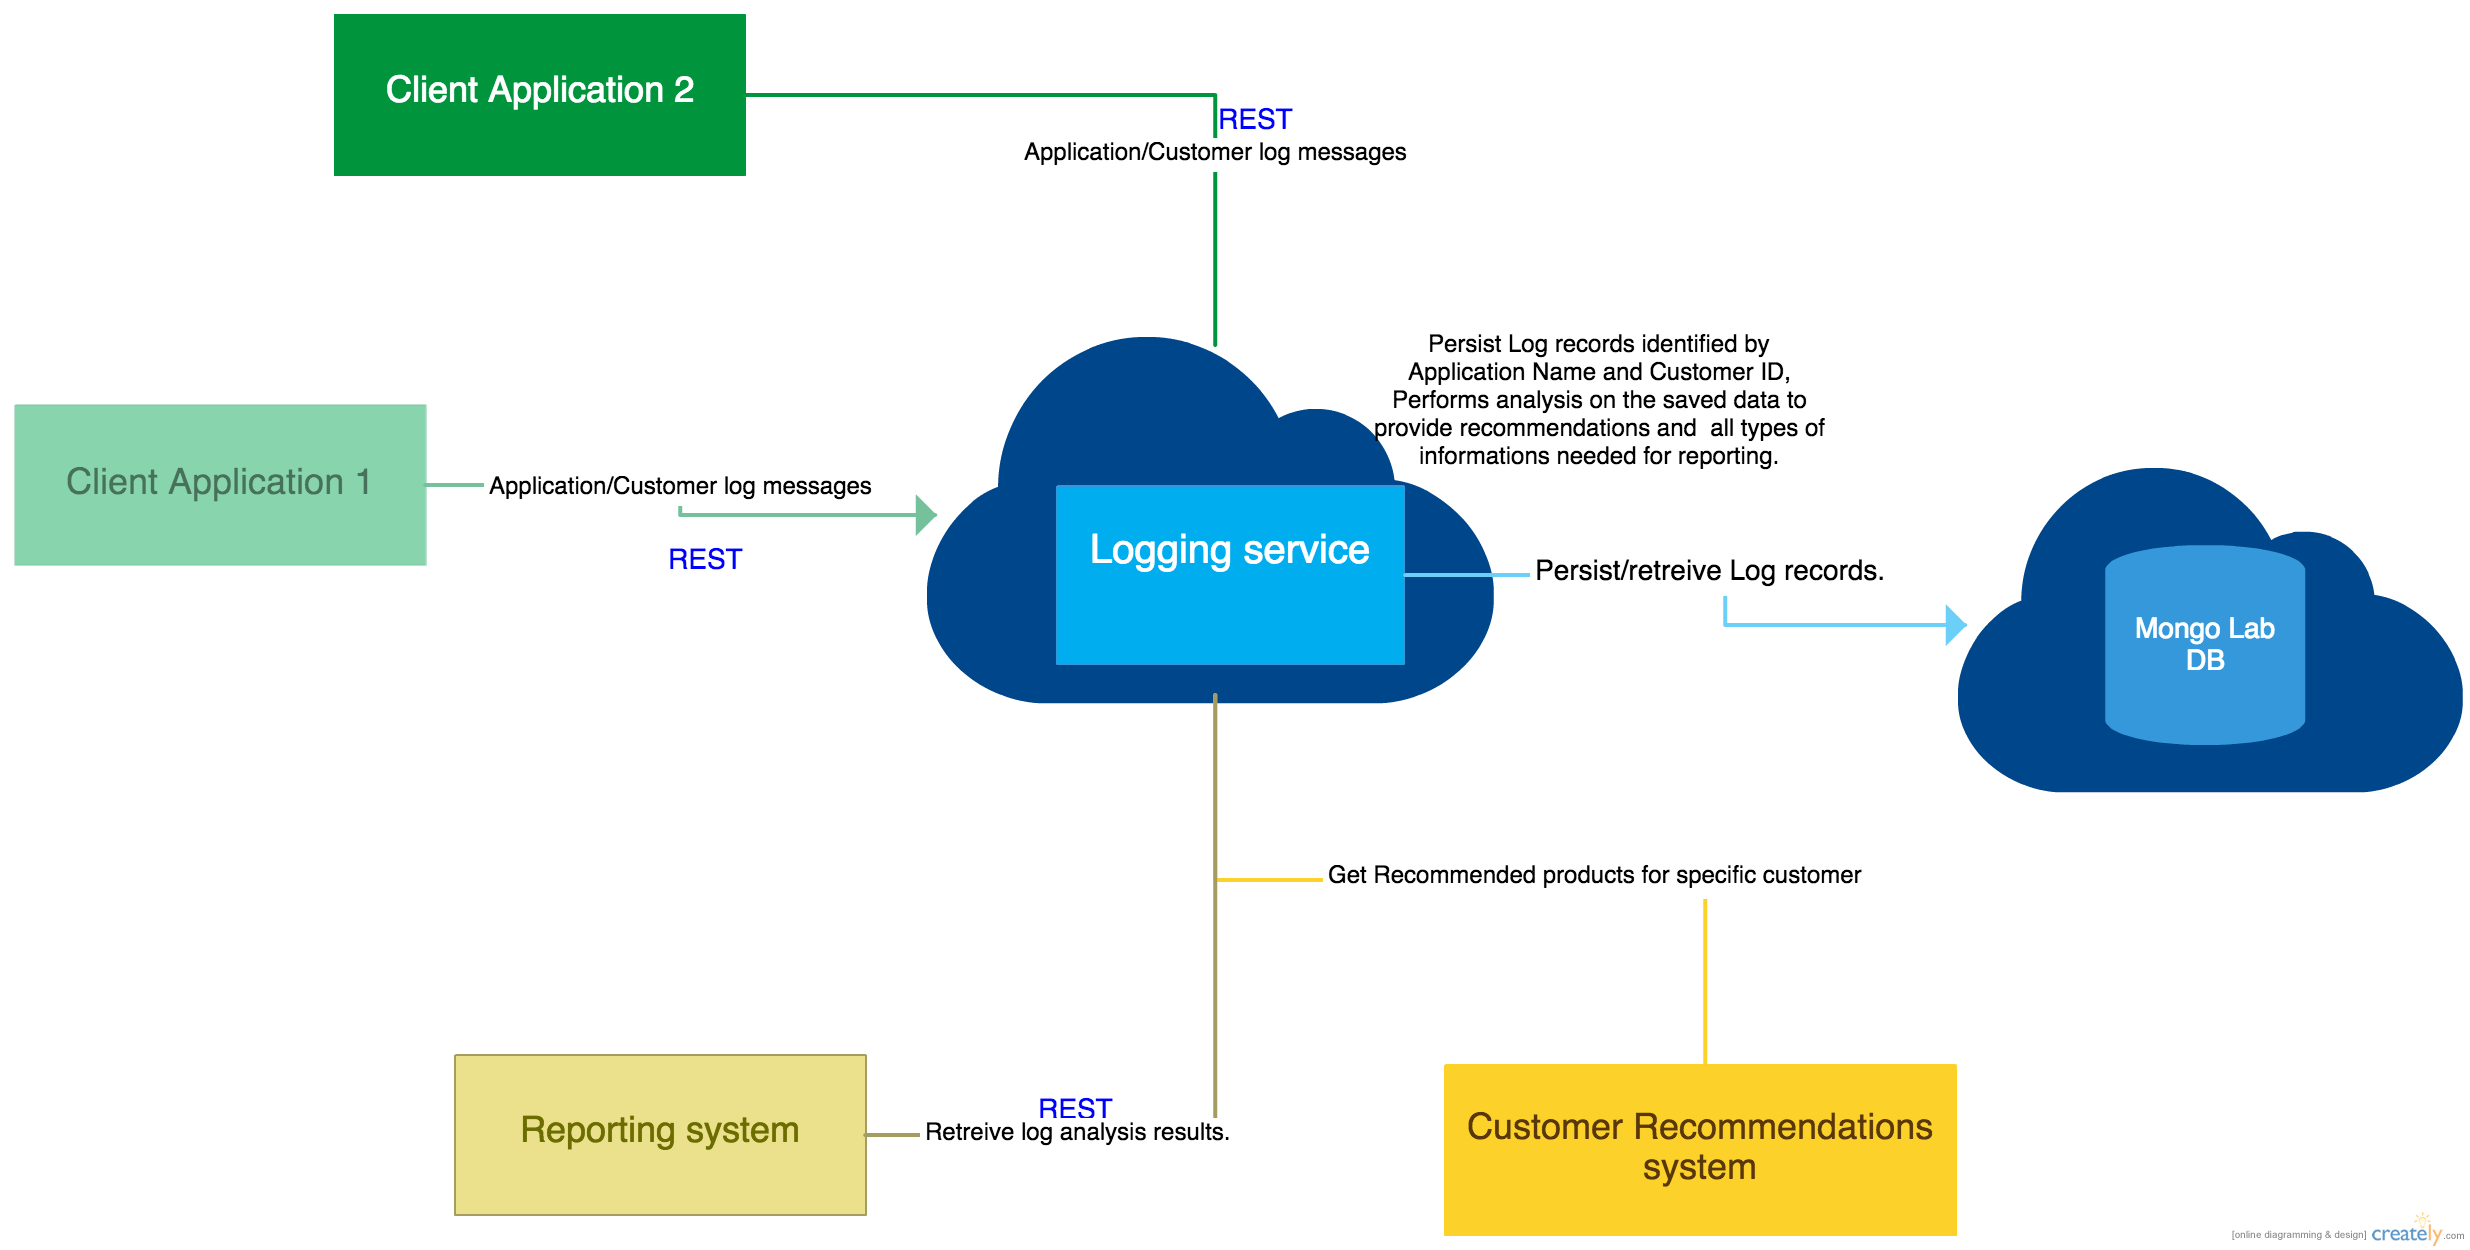 Client Application 2
REST
Application/Customer log messages
Persist Log records identified by
Application Name and Customer ID,
Performs analysis on the saved data to
provide recommendations and  all types of
informations needed for reporting.
Client Application 1
Application/Customer log messages
REST
Logging service
Persist/retreive Log records.
Mongo Lab
DB
Get Recommended products for specific customer
Reporting system
REST
Retreive log analysis results.
Customer Recommendations
system
[online diagramming & design] creately.com